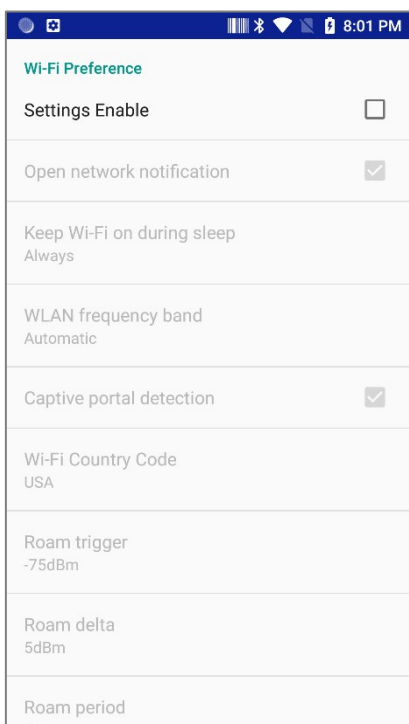 8:01 PM
Wi-Fi Preference
Settings Enable
Open network notification
Keep Wi-Fi on during sleep
Always
WLAN frequency band
Automatic
Captive portal detection
Wi-Fi Country Code
USA
Roam trigger
-75dBm
Roam delta
5dBm
Roam period